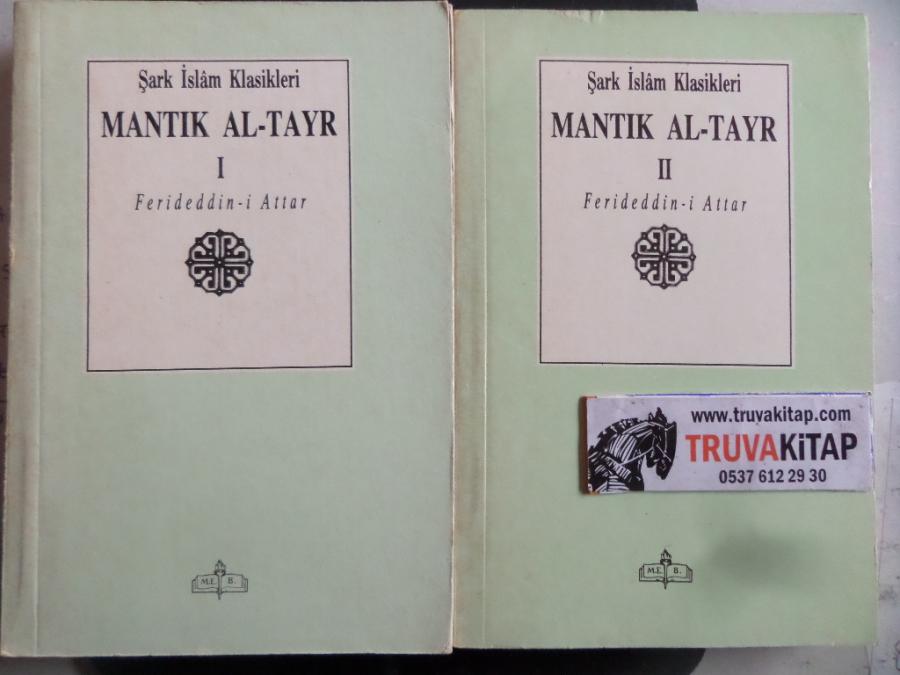 Şark İslâm Klasikleri
MANTIK AL-TAYR
I
Ferideddin-i Attar
M.E. B.
Şark İslâm Klasikleri
MANTIK AL-TAYR
II
Ferideddin-i Attar
www.truvakitap.com
TRUVAKiTAP
0537 612 29 30
M.E. B.